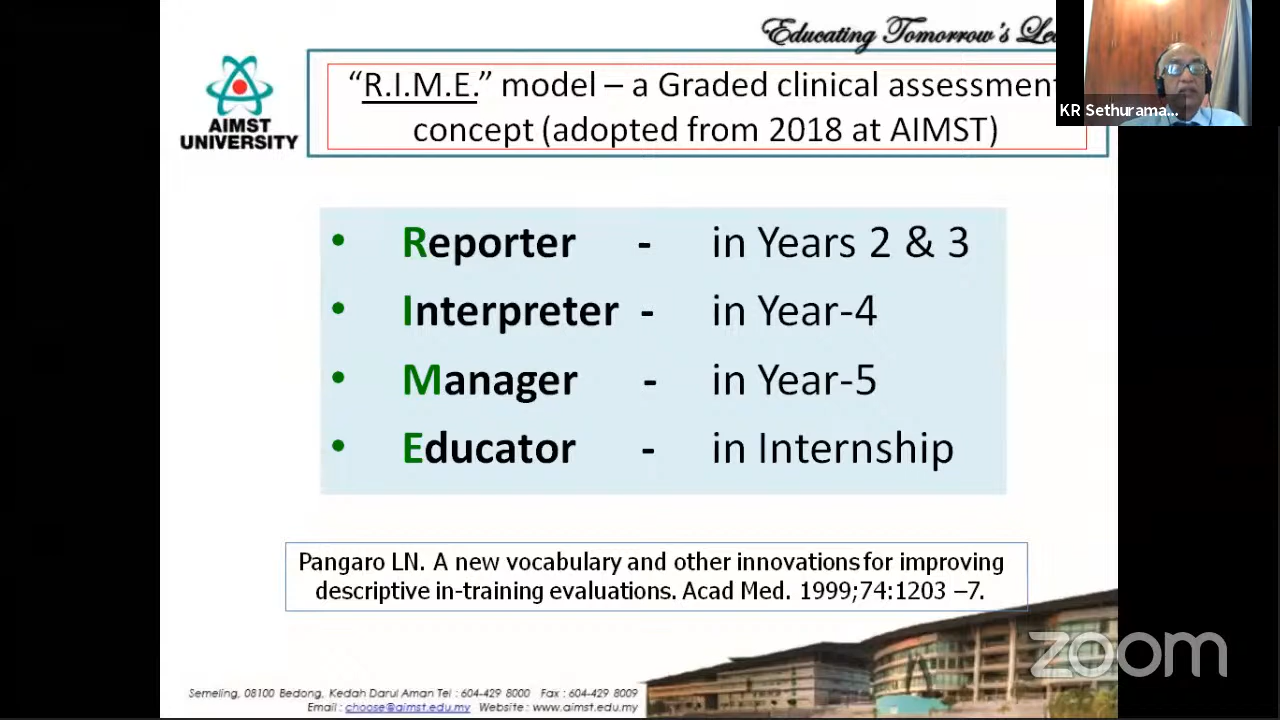 Educating Tomorrow's
KR Sethurama...
AIMST
UNIVERSITY
“R.I.M.E.” model – a Graded clinical assessment
concept (adopted from 2018 at AIMST)
• Reporter - in Years 2 & 3
• Interpreter - in Year-4
• Manager - in Year-5
• Educator - in Internship
Pangaro LN. A new vocabulary and other innovations for improving
descriptive in-training evaluations. Acad Med. 1999;74:1203 –7.
zoom
Semeling, 08100 Bedong, Kedah Darul Aman Tel : 604-429 8000 Fax : 604-429 8009
Email : choose@aimst.edu.my Website : www.aimst.edu.my